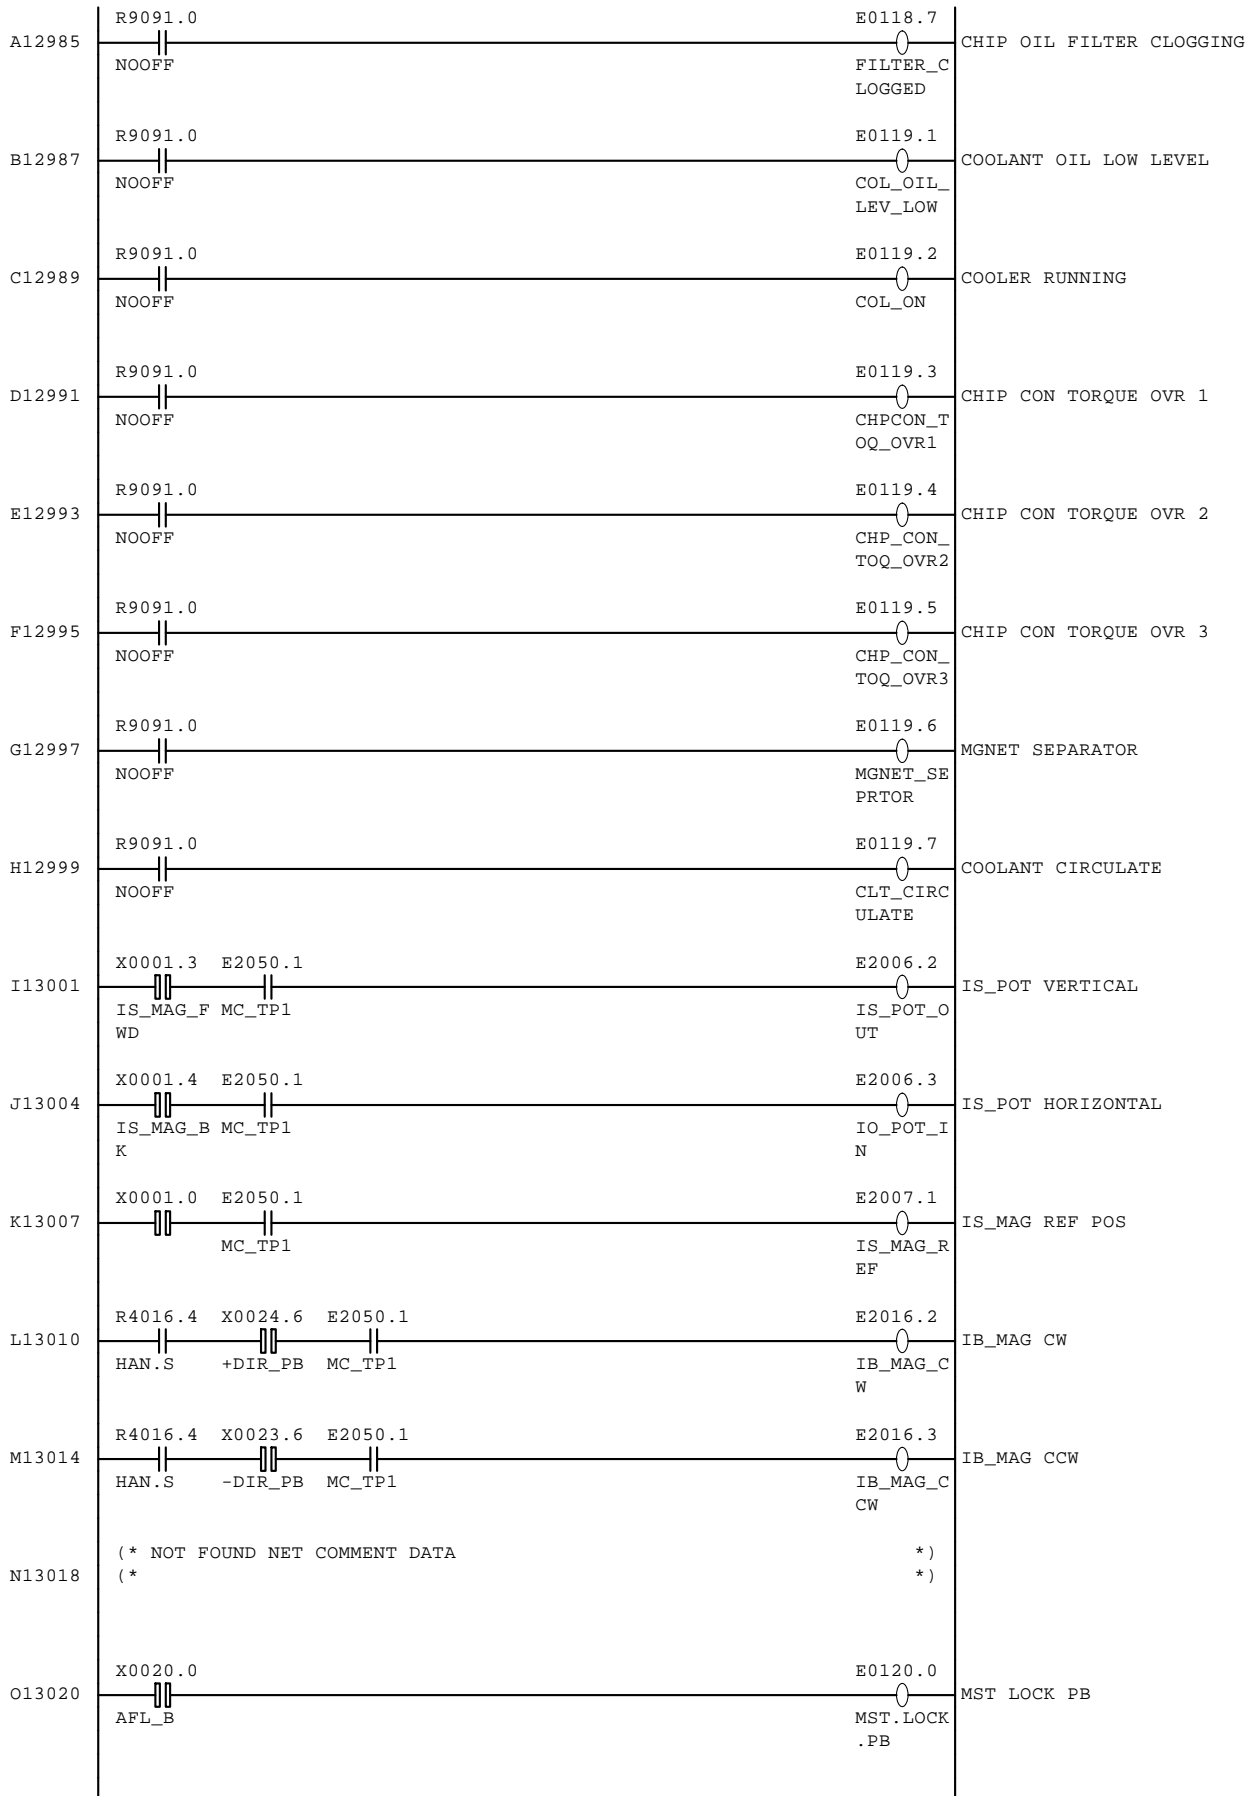 R9091.0 E0118.7
A12985 CHIP OIL FILTER CLOGGING
NOOFF FILTER_C
LOGGED
R9091.0 E0119.1
B12987 COOLANT OIL LOW LEVEL
NOOFF COL_OIL_
LEV_LOW
R9091.0 E0119.2
C12989 COOLER RUNNING
NOOFF COL_ON
R9091.0 E0119.3
D12991 CHIP CON TORQUE OVR 1
NOOFF CHPCON_T
OQ_OVR1
R9091.0 E0119.4
E12993 CHIP CON TORQUE OVR 2
NOOFF CHP_CON_
TOQ_OVR2
R9091.0 E0119.5
F12995 CHIP CON TORQUE OVR 3
NOOFF CHP_CON_
TOQ_OVR3
R9091.0 E0119.6
G12997 MGNET SEPARATOR
NOOFF MGNET_SE
PRTOR
R9091.0 E0119.7
H12999 COOLANT CIRCULATE
NOOFF CLT_CIRC
ULATE
X0001.3 E2050.1 E2006.2
I13001 IS_POT VERTICAL
IS_MAG_F MC_TP1 IS_POT_O
WD UT
X0001.4 E2050.1 E2006.3
J13004 IS_POT HORIZONTAL
IS_MAG_B MC_TP1 IO_POT_I
K N
X0001.0 E2050.1 E2007.1
K13007 IS_MAG REF POS
MC_TP1 IS_MAG_R
EF
R4016.4 X0024.6 E2050.1 E2016.2
L13010 IB_MAG CW
HAN.S +DIR_PB MC_TP1 IB_MAG_C
W
R4016.4 X0023.6 E2050.1 E2016.3
M13014 IB_MAG CCW
HAN.S -DIR_PB MC_TP1 IB_MAG_C
CW
(* NOT FOUND NET COMMENT DATA *)
N13018 (* *)
X0020.0 E0120.0
O13020 MST LOCK PB
AFL_B MST.LOCK
.PB